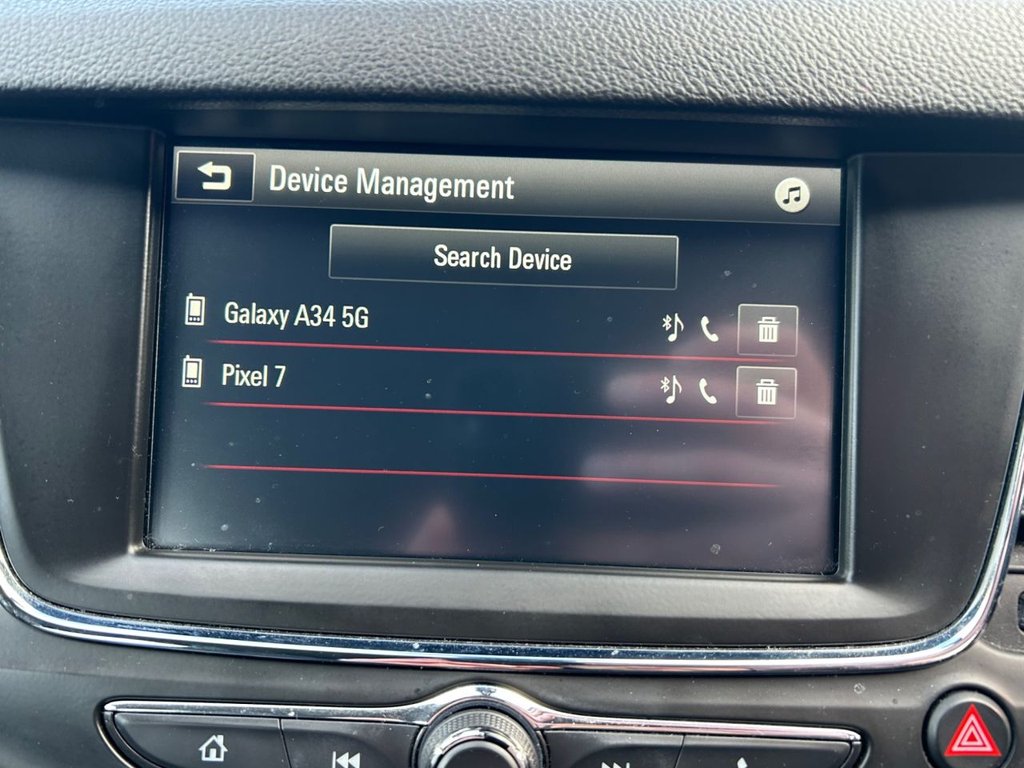 Device Management
Search Device
Galaxy A34 5G
Pixel 7